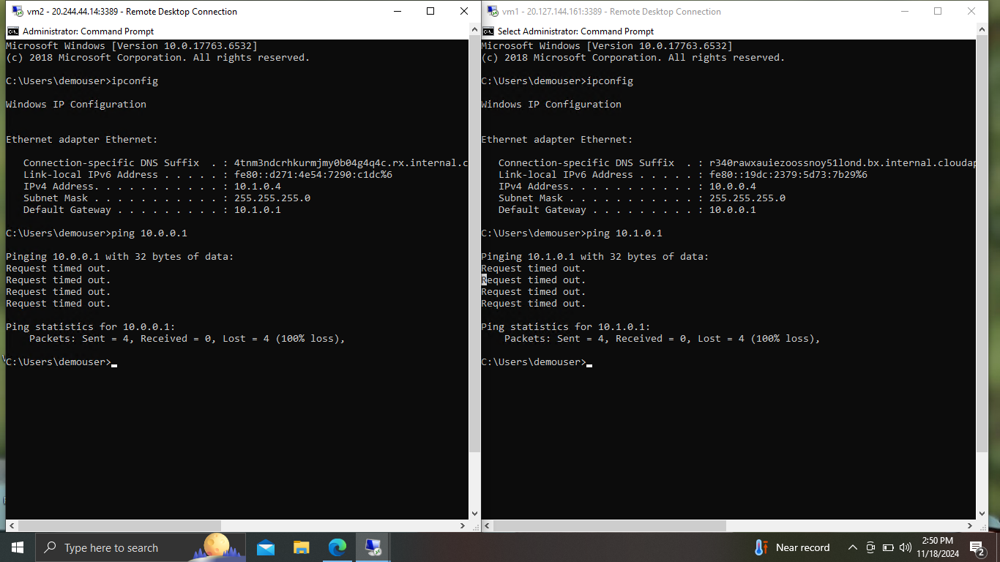 vm2 - 20.244.44.14:3389 - Remote Desktop Connection
Administrator: Command Prompt
Microsoft Windows [Version 10.0.17763.6532]
(c) 2018 Microsoft Corporation. All rights reserved.
C:\Users\demouser>ipconfig
Windows IP Configuration
Ethernet adapter Ethernet:
Connection-specific DNS Suffix  . : 4tnm3ndcrhkurmjmy0b04g4q4c.rx.internal.c
Link-local IPv6 Address . . . . . : fe80::d271:4e54:7290:c1dc%6
IPv4 Address. . . . . . . . . . . : 10.1.0.4
Subnet Mask . . . . . . . . . . . : 255.255.255.0
Default Gateway . . . . . . . . . : 10.1.0.1
C:\Users\demouser>ping 10.0.0.1
Pinging 10.0.0.1 with 32 bytes of data:
Request timed out.
Request timed out.
Request timed out.
Request timed out.
Ping statistics for 10.0.0.1:
Packets: Sent = 4, Received = 0, Lost = 4 (100% loss),
C:\Users\demouser>
vm1 - 20.127.144.161:3389 - Remote Desktop Connection
Select Administrator: Command Prompt
Microsoft Windows [Version 10.0.17763.6532]
(c) 2018 Microsoft Corporation. All rights reserved.
C:\Users\demouser>ipconfig
Windows IP Configuration
Ethernet adapter Ethernet:
Connection-specific DNS Suffix  . : r340rawxauiezoossnoy51lond.bx.internal.cloudap
Link-local IPv6 Address . . . . . : fe80::19dc:2379:5d73:7b29%6
IPv4 Address. . . . . . . . . . . : 10.0.0.4
Subnet Mask . . . . . . . . . . . : 255.255.255.0
Default Gateway . . . . . . . . . : 10.0.0.1
C:\Users\demouser>ping 10.1.0.1
Pinging 10.1.0.1 with 32 bytes of data:
Request timed out.
Request timed out.
Request timed out.
Request timed out.
Ping statistics for 10.1.0.1:
Packets: Sent = 4, Received = 0, Lost = 4 (100% loss),
C:\Users\demouser>
Type here to search
Near record
2:50 PM
11/18/2024
2